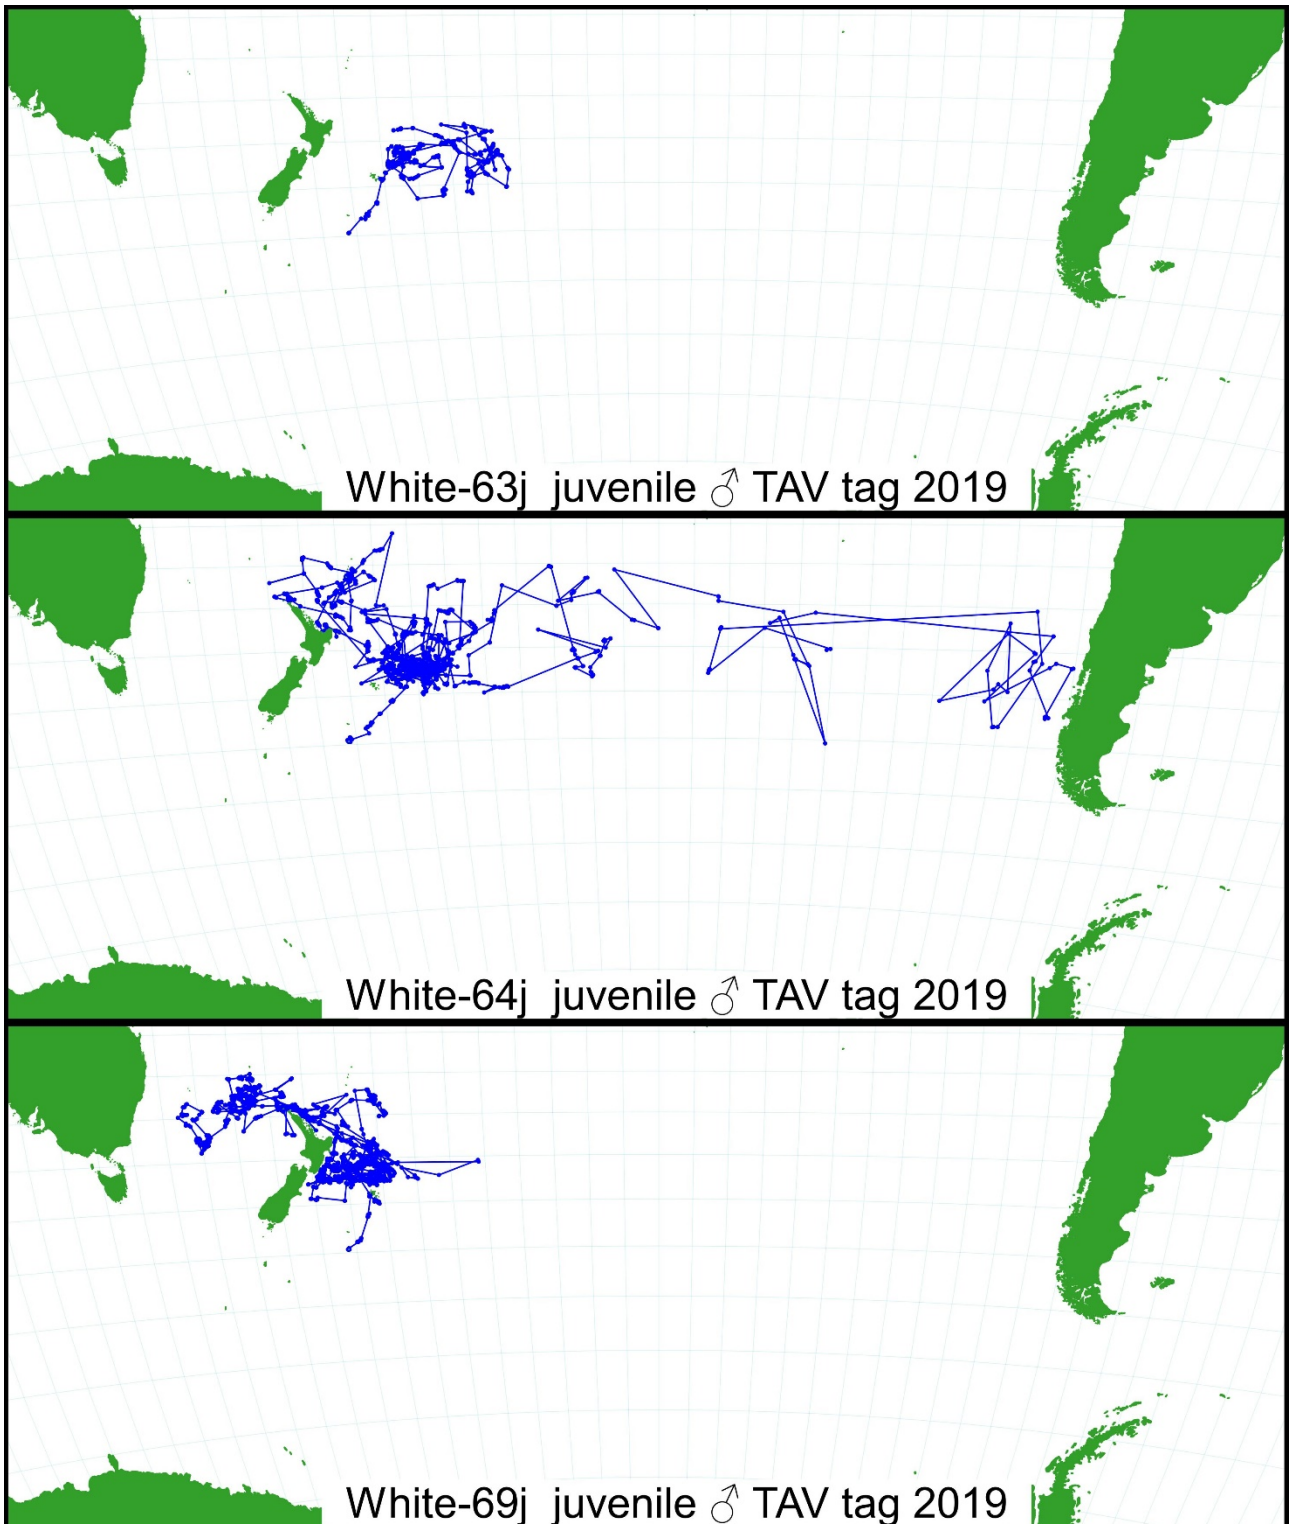 White-63j juvenile ♂ TAV tag 2019
White-64j juvenile ♂ TAV tag 2019
White-69j juvenile ♂ TAV tag 2019